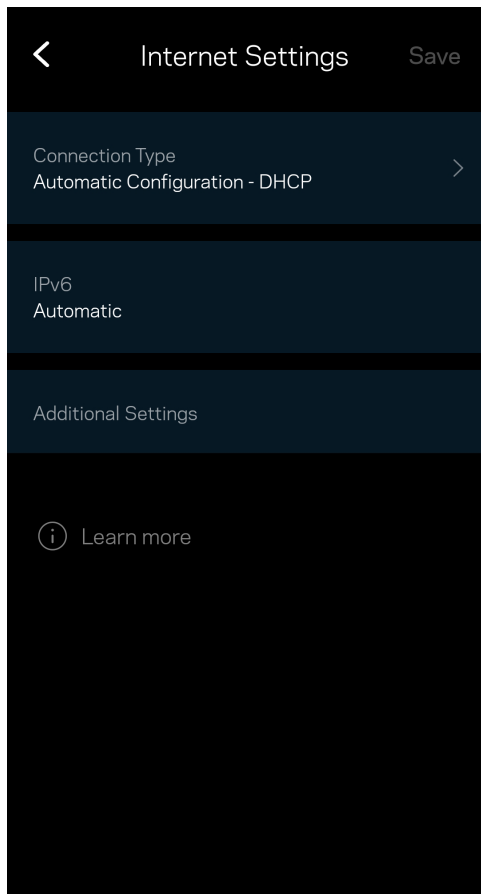 Internet Settings
Save
Connection Type
Automatic Configuration - DHCP
IPv6
Automatic
Additional Settings
Learn more